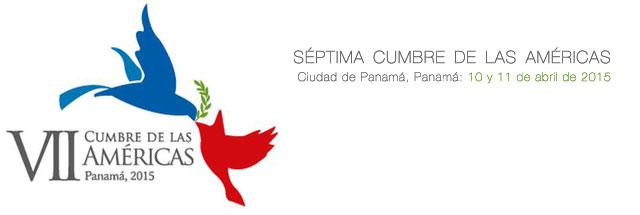 VII CUMBRE DE LAS
AMÉRICAS
Panamá, 2015
SÉPTIMA CUMBRE DE LAS AMÉRICAS
Ciudad de Panamá, Panamá: 10 y 11 de abril de 2015